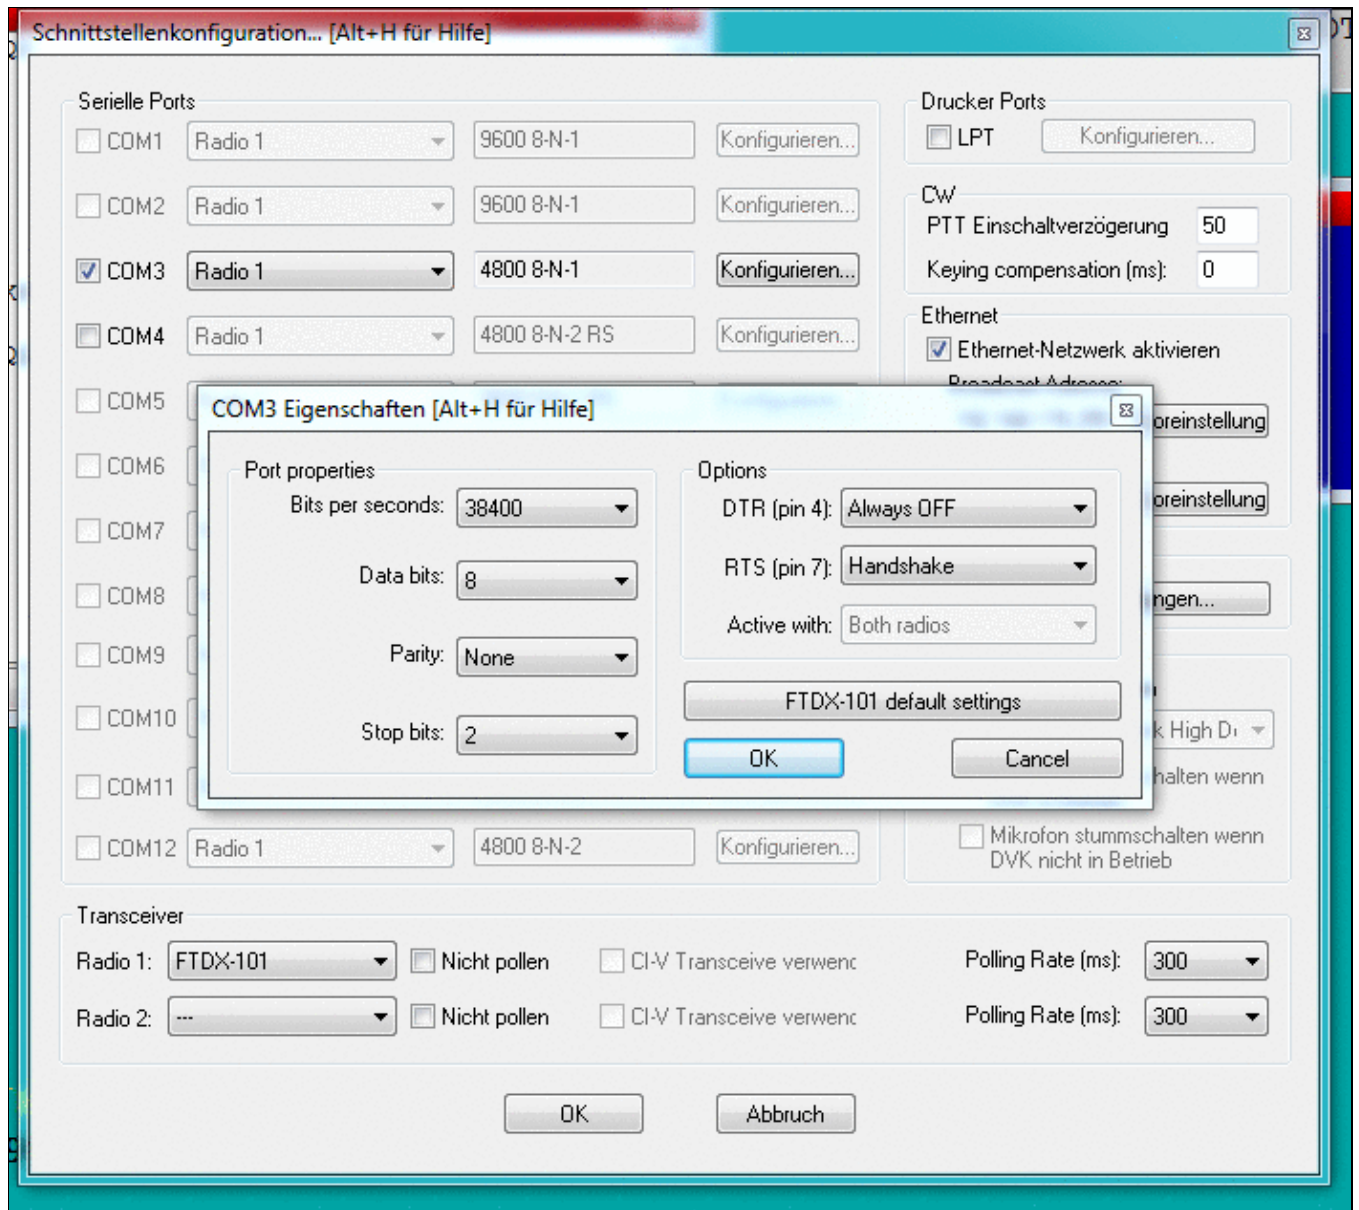 Schnittstellenkonfiguration... [Alt+H für Hilfe]
Serielle Ports
COM1 Radio 1 9600 8-N-1 Konfigurieren...
COM2 Radio 1 9600 8-N-1 Konfigurieren...
COM3 Radio 1 4800 8-N-1 Konfigurieren...
COM4 Radio 1 4800 8-N-2 RS Konfigurieren...
COM5
COM6
COM7
COM8
COM9
COM10
COM11
COM12 Radio 1 4800 8-N-2 Konfigurieren...
Drucker Ports
LPT Konfigurieren...
CW
PTT Einschaltverzögerung 50
Keying compensation (ms): 0
Ethernet
Ethernet-Netzwerk aktivieren
Broadcast Adresse:
oreinstellung
oreinstellung
ngen...
k High D
halten wenn
Mikrofon stummschalten wenn
DVK nicht in Betrieb
COM3 Eigenschaften [Alt+H für Hilfe]
Port properties
Bits per seconds: 38400
Data bits: 8
Parity: None
Stop bits: 2
Options
DTR (pin 4): Always OFF
RTS (pin 7): Handshake
Active with: Both radios
FTDX-101 default settings
OK Cancel
Transceiver
Radio 1: FTDX-101 Nicht pollen CI-V Transceive verwend Polling Rate (ms): 300
Radio 2: --- Nicht pollen CI-V Transceive verwend Polling Rate (ms): 300
OK Abbruch